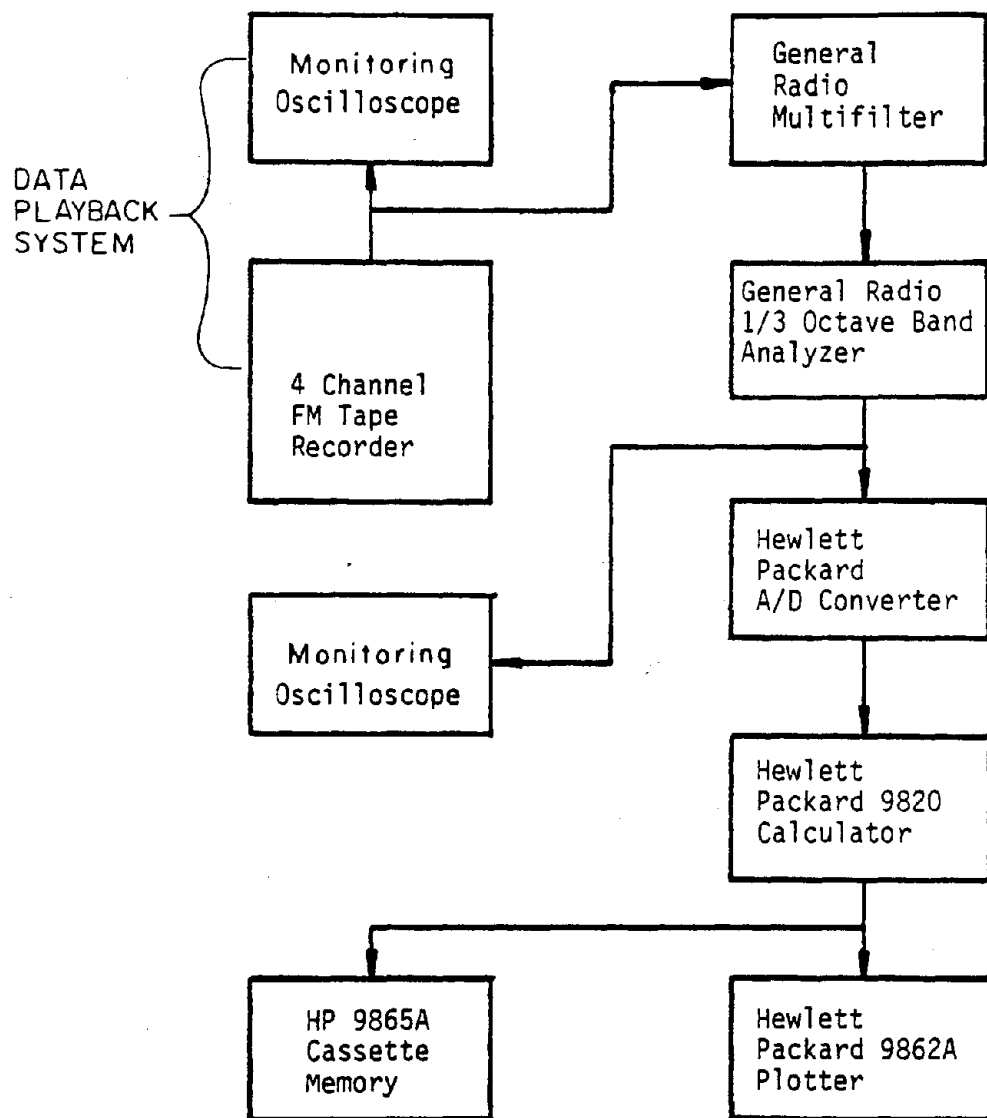 Monitoring
Oscilloscope
General
Radio
Multifilter
DATA
PLAYBACK
SYSTEM
4 Channel
FM Tape
Recorder
General Radio
1/3 Octave Band
Analyzer
Hewlett
Packard
A/D Converter
Monitoring
Oscilloscope
Hewlett
Packard 9820
Calculator
HP 9865A
Cassette
Memory
Hewlett
Packard 9862A
Plotter